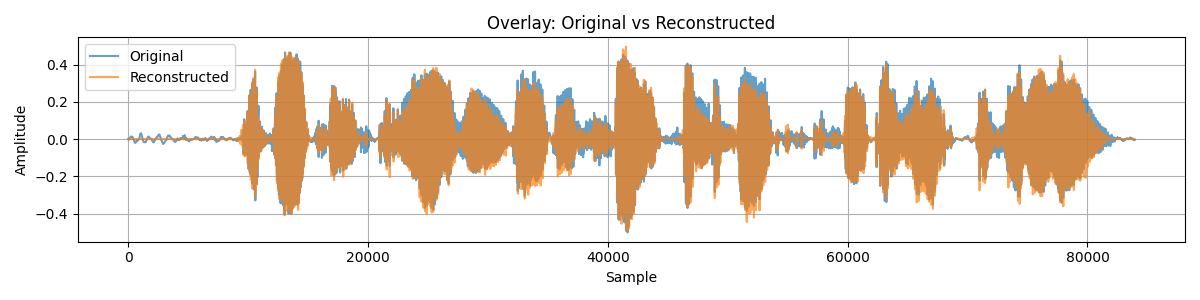 Overlay: Original vs Reconstructed
Original
Reconstructed
Amplitude
0.4
0.2
0.0
−0.2
−0.4
0 20000 40000 60000 80000
Sample